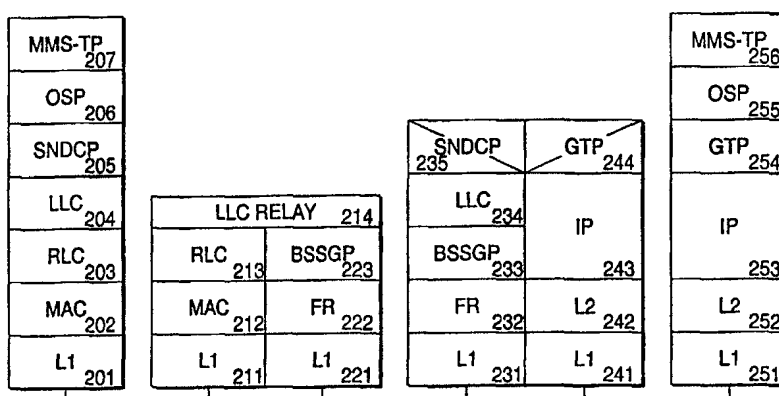 MMS-TP
207
OSP
206
SNDCP
205
LLC
204
RLC
203
MAC
202
L1
201
LLC RELAY 214
RLC
213
MAC
212
L1
211
BSSGP
223
FR
222
L1
221
SNDCP
235
LLC
234
BSSGP
233
FR
232
L1
231
GTP
244
IP
243
L2
242
L1
241
MMS-TP
256
OSP
255
GTP
254
IP
253
L2
252
L1
251